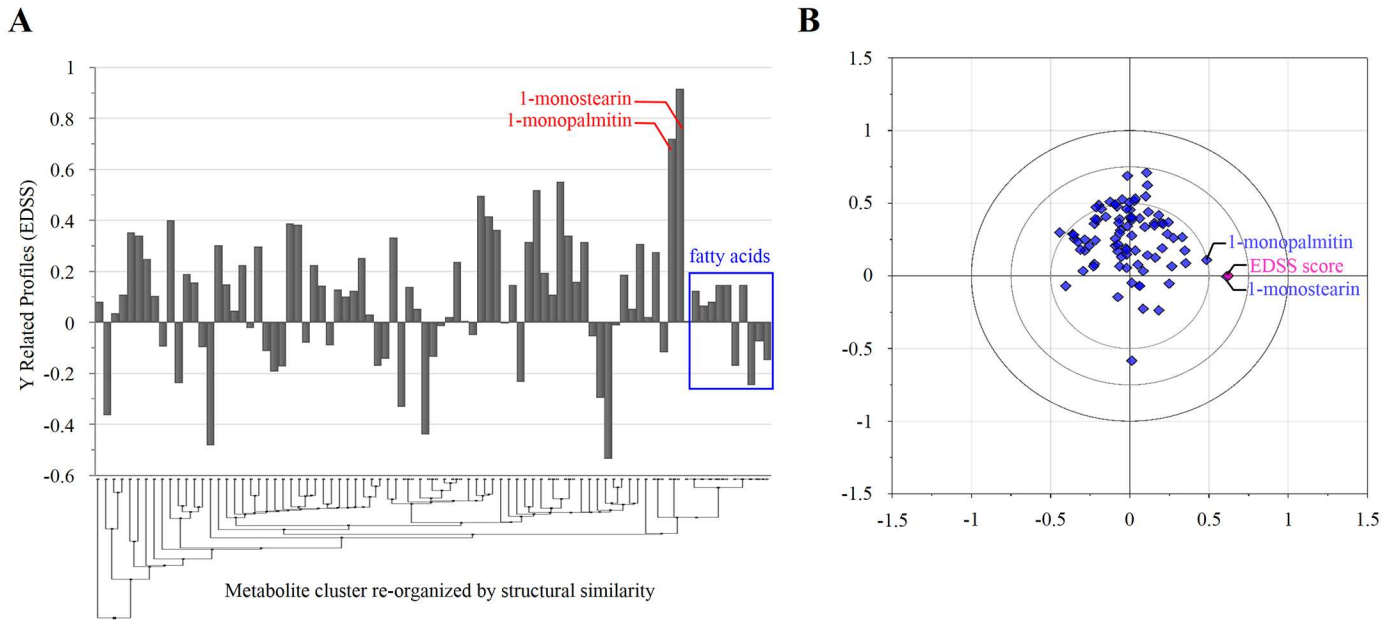 A
B
Y Related Profiles (EDSS)
1
0.8
0.6
0.4
0.2
0
-0.2
-0.4
-0.6
1-monostearin
1-monopalmitin
fatty acids
Metabolite cluster re-organized by structural similarity
1.5
1
0.5
0
-0.5
-1
-1.5
-1.5
-1
-0.5
0
0.5
1
1.5
1-monopalmitin
EDSS score
1-monostearin